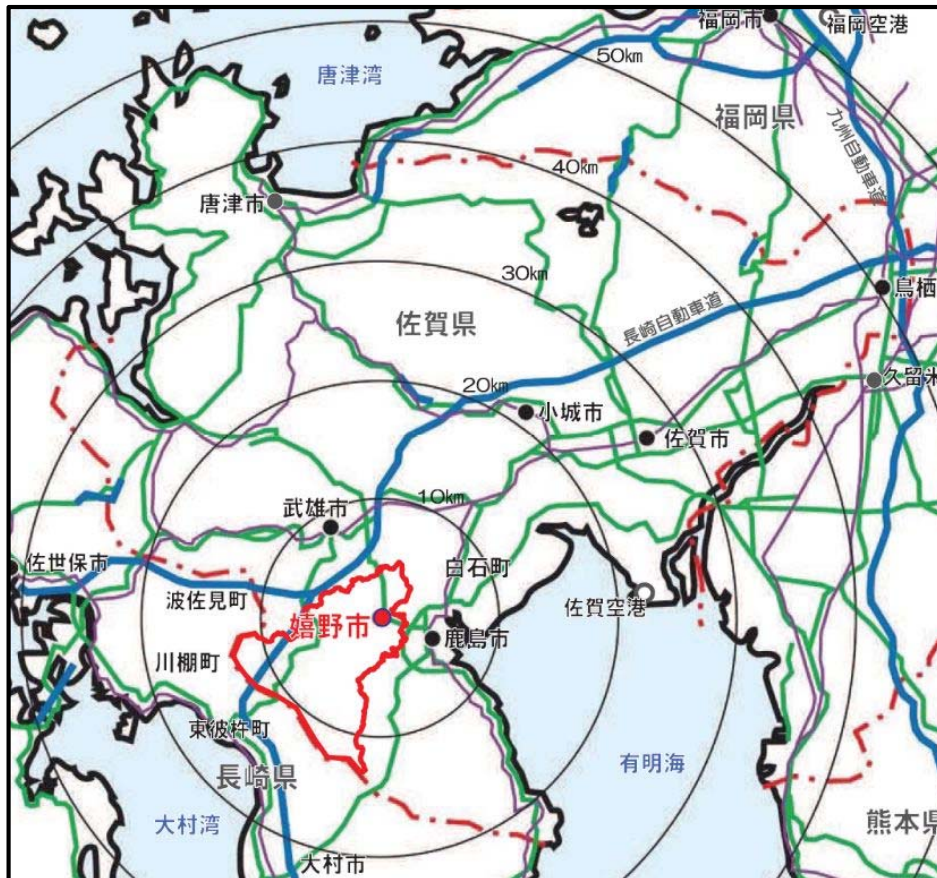 福岡市
福岡空港
50km
唐津湾
福岡県
九州自動車道
40km
唐津市
30km
鳥栖
長崎自動車道
佐賀県
20km
久留米
小城市
佐賀市
10km
武雄市
佐世保市
白石町
波佐見町
佐賀空港
嬉野市
鹿島市
川棚町
東彼杵町
有明海
長崎県
大村湾
熊本県
大村市